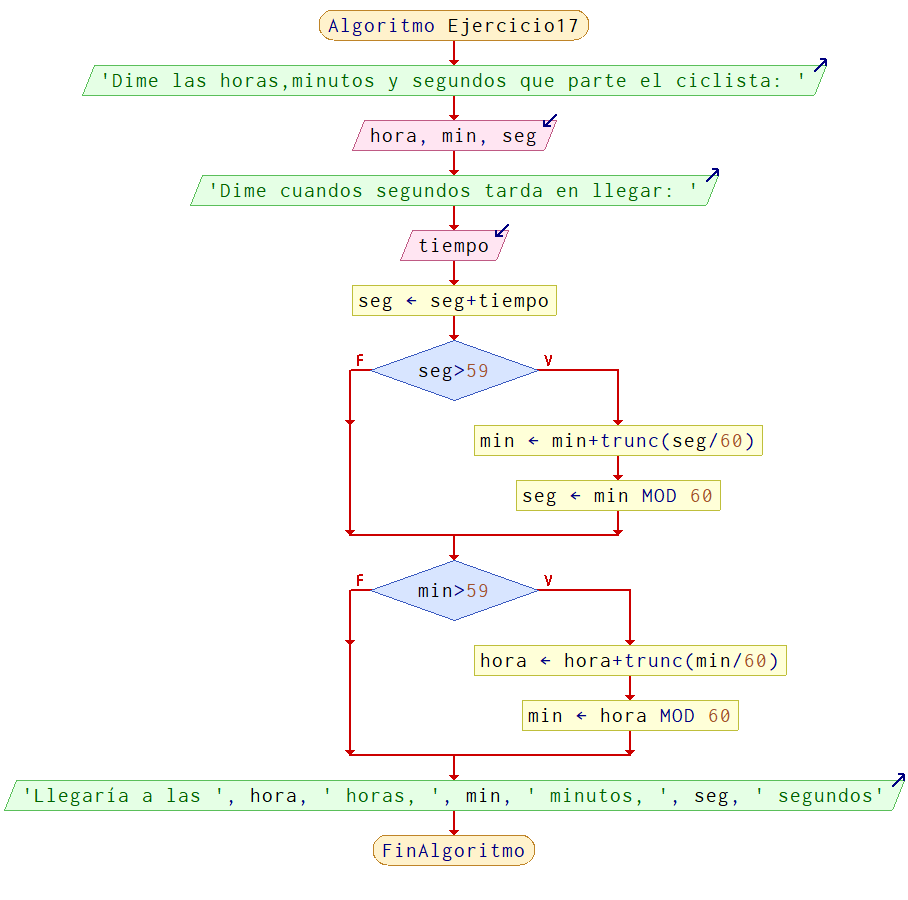 Algoritmo Ejercicio17
'Dime las horas,minutos y segundos que parte el ciclista: '
hora, min, seg
'Dime cuandos segundos tarda en llegar: '
tiempo
seg ← seg+tiempo
F
V
seg>59
min ← min+trunc(seg/60)
seg ← min MOD 60
F
V
min>59
hora ← hora+trunc(min/60)
min ← hora MOD 60
'Llegaría a las ', hora, ' horas, ', min, ' minutos, ', seg, ' segundos'
FinAlgoritmo